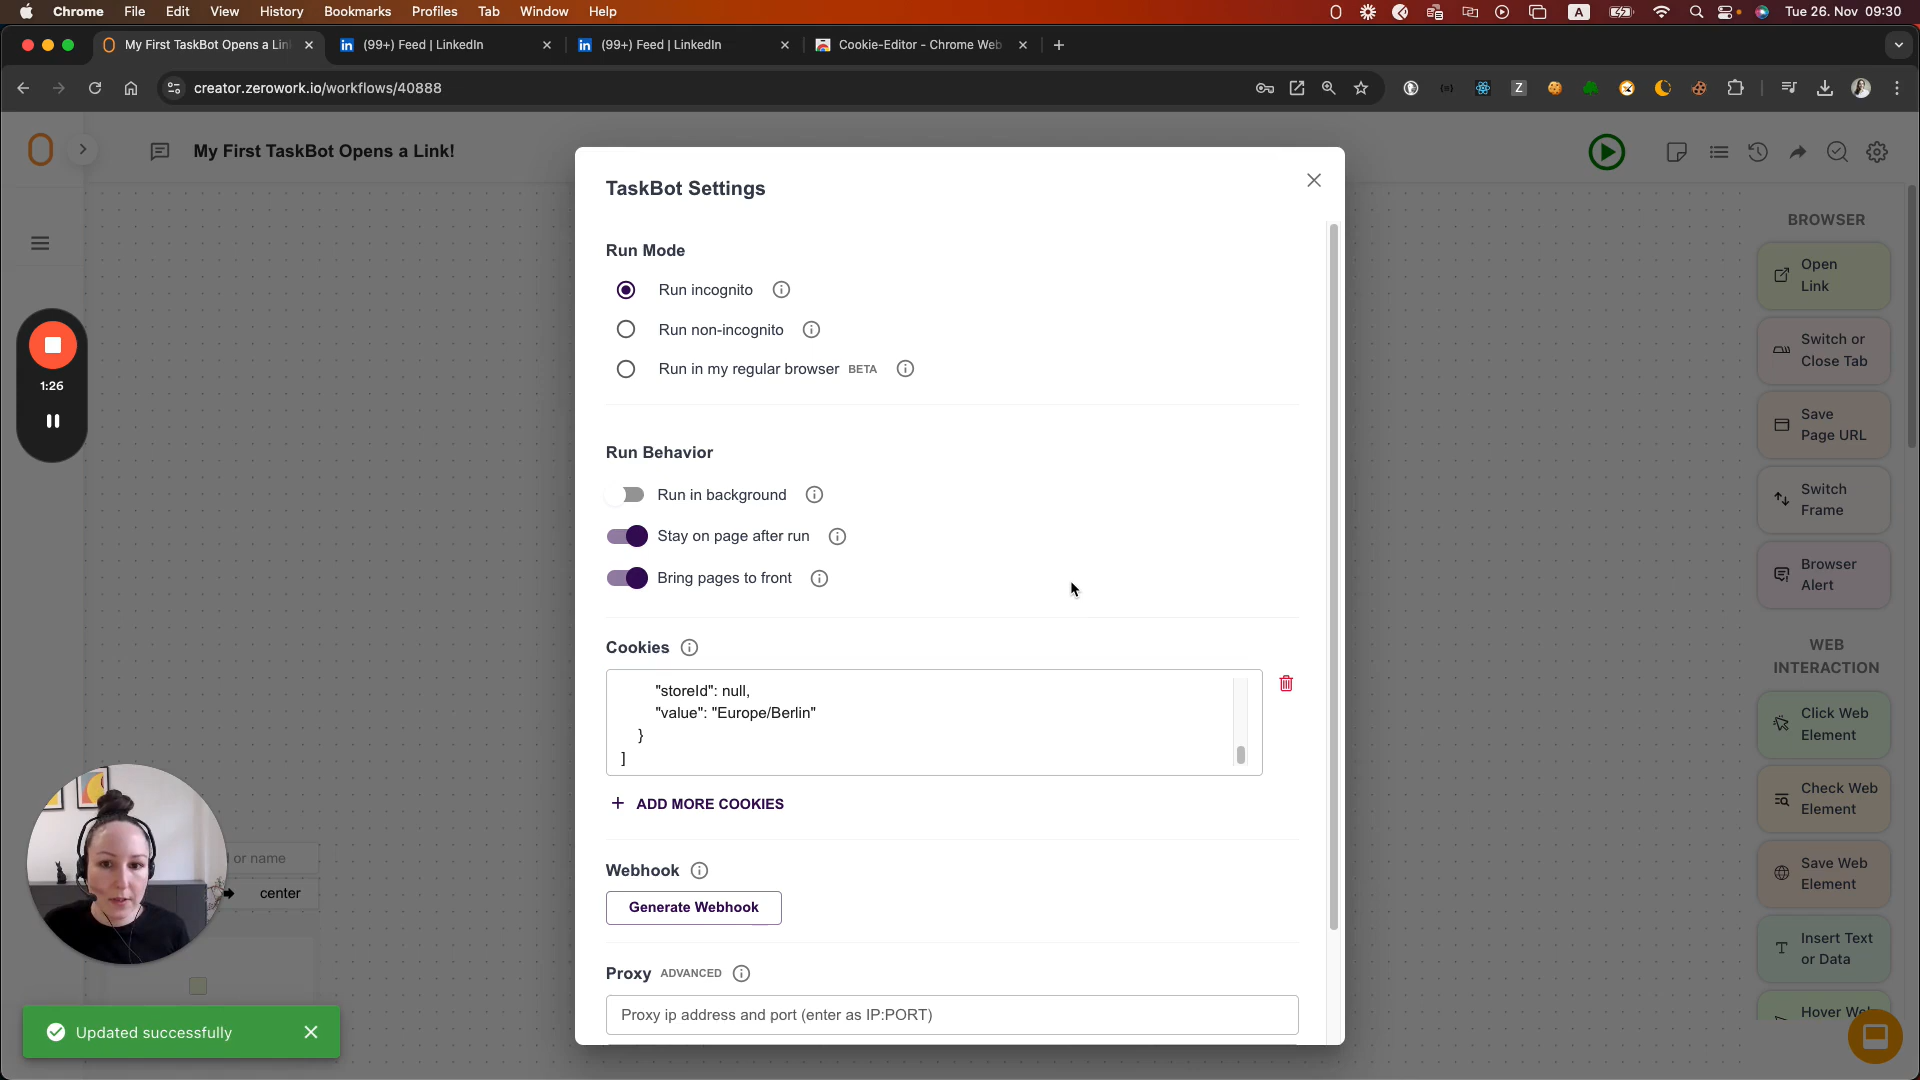 Chrome File Edit View History Bookmarks Profiles Tab Window Help
A Tue 26. Nov 09:30
My First TaskBot Opens a Lin
(99+) Feed | LinkedIn
(99+) Feed | LinkedIn
Cookie-Editor - Chrome Web
creator.zerowork.io/workflows/40888
My First TaskBot Opens a Link!
TaskBot Settings
Run Mode
Run incognito
Run non-incognito
Run in my regular browser BETA
Run Behavior
Run in background
Stay on page after run
Bring pages to front
Cookies
"storeId": null,
"value": "Europe/Berlin"
}
]
+ ADD MORE COOKIES
Webhook
Generate Webhook
Proxy ADVANCED
Proxy ip address and port (enter as IP:PORT)
1:26
or name
center
Updated successfully
BROWSER
Open
Link
Switch or
Close Tab
Save
Page URL
Switch
Frame
Browser
Alert
WEB
INTERACTION
Click Web
Element
Check Web
Element
Save Web
Element
Insert Text
or Data
Hover Web